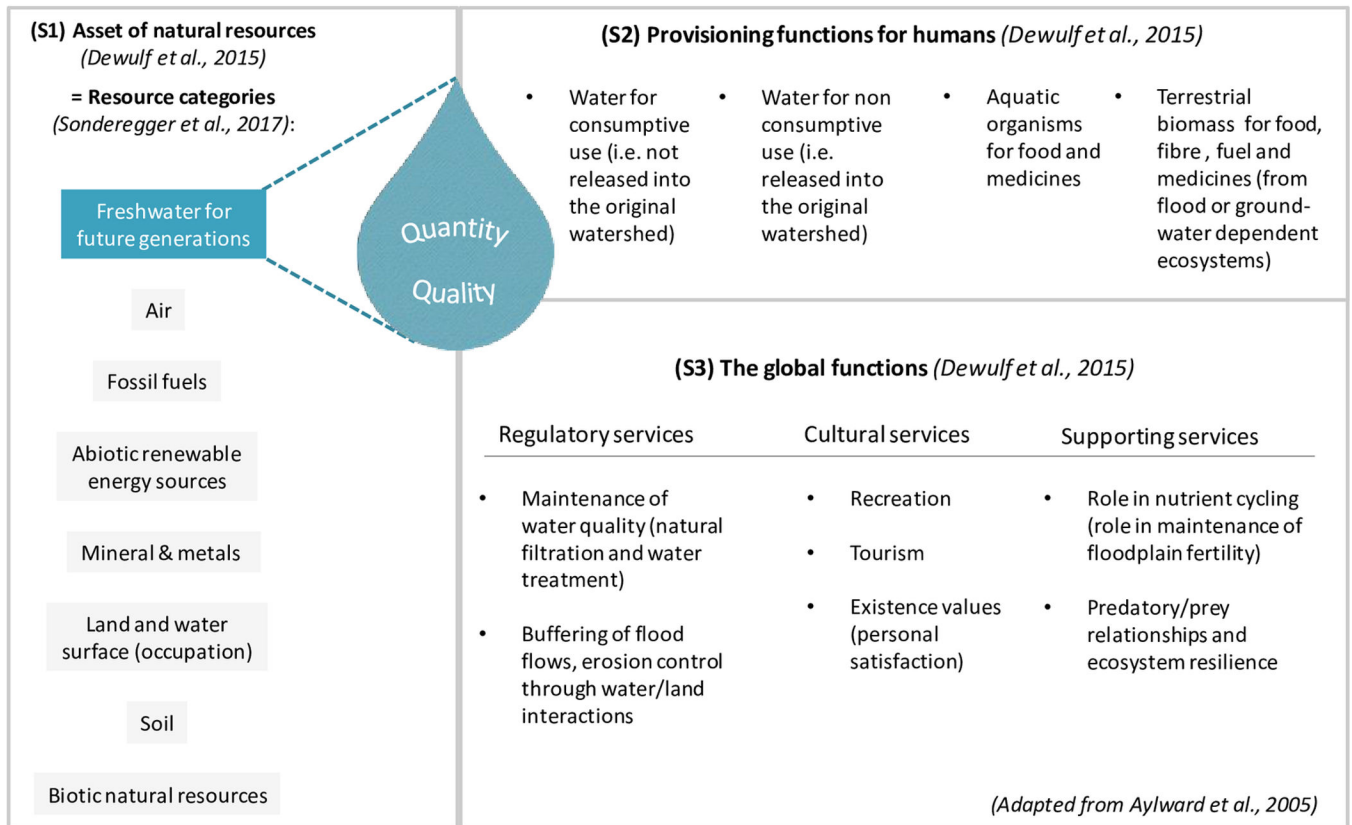 (S1) Asset of natural resources
(Dewulf et al., 2015)
= Resource categories
(Sonderegger et al., 2017):
Freshwater for
future generations
Air
Fossil fuels
Abiotic renewable
energy sources
Mineral & metals
Land and water
surface (occupation)
Soil
Biotic natural resources
Quantity
Quality
(S2) Provisioning functions for humans (Dewulf et al., 2015)
• Water for
consumptive
use (i.e. not
released into
the original
watershed)
• Water for non
consumptive
use (i.e.
released into
the original
watershed)
• Aquatic
organisms
for food and
medicines
• Terrestrial
biomass for food,
fibre , fuel and
medicines (from
flood or ground-
water dependent
ecosystems)
(S3) The global functions (Dewulf et al., 2015)
Regulatory services
• Maintenance of
water quality (natural
filtration and water
treatment)
• Buffering of flood
flows, erosion control
through water/land
interactions
Cultural services
• Recreation
• Tourism
• Existence values
(personal
satisfaction)
Supporting services
• Role in nutrient cycling
(role in maintenance of
floodplain fertility)
• Predatory/prey
relationships and
ecosystem resilience
(Adapted from Aylward et al., 2005)